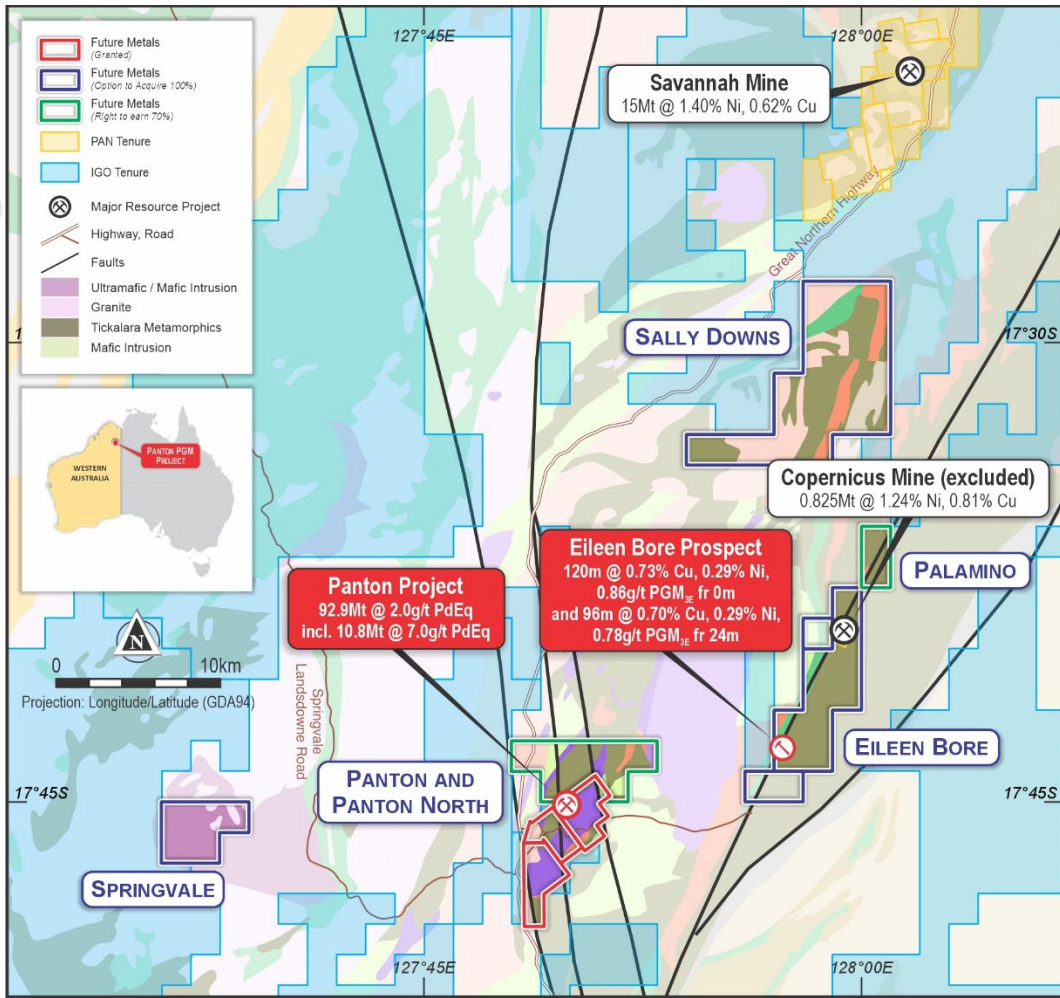 127°45E
128°00E
Future Metals
(Granted)
Future Metals
(Option to Acquire 100%)
Future Metals
(Right to earn 70%)
PAN Tenure
IGO Tenure
Major Resource Project
Highway, Road
Faults
Ultramafic / Mafic Intrusion
Granite
Tickalara Metamorphics
Mafic Intrusion
Savannah Mine
15Mt @ 1.40% Ni, 0.62% Cu
Great Northern Highway
SALLY DOWNS
1
17°30S
WESTERN
AUSTRALIA
PANTON PGM
PROJECT
Copernicus Mine (excluded)
0.825Mt @ 1.24% Ni, 0.81% Cu
Eileen Bore Prospect
120m @ 0.73% Cu, 0.29% Ni,
0.86g/t PGM3E fr 0m
and 96m @ 0.70% Cu, 0.29% Ni,
0.78g/t PGM3E fr 24m
Panton Project
92.9Mt @ 2.0g/t PdEq
incl. 10.8Mt @ 7.0g/t PdEq
PALAMINO
N
0 10km
Projection: Longitude/Latitude (GDA94)
Springvale
Landsdowne Road
EILEEN BORE
PANTON AND
PANTON NORTH
17°45S
17°45S
SPRINGVALE
127°45E
128°00E